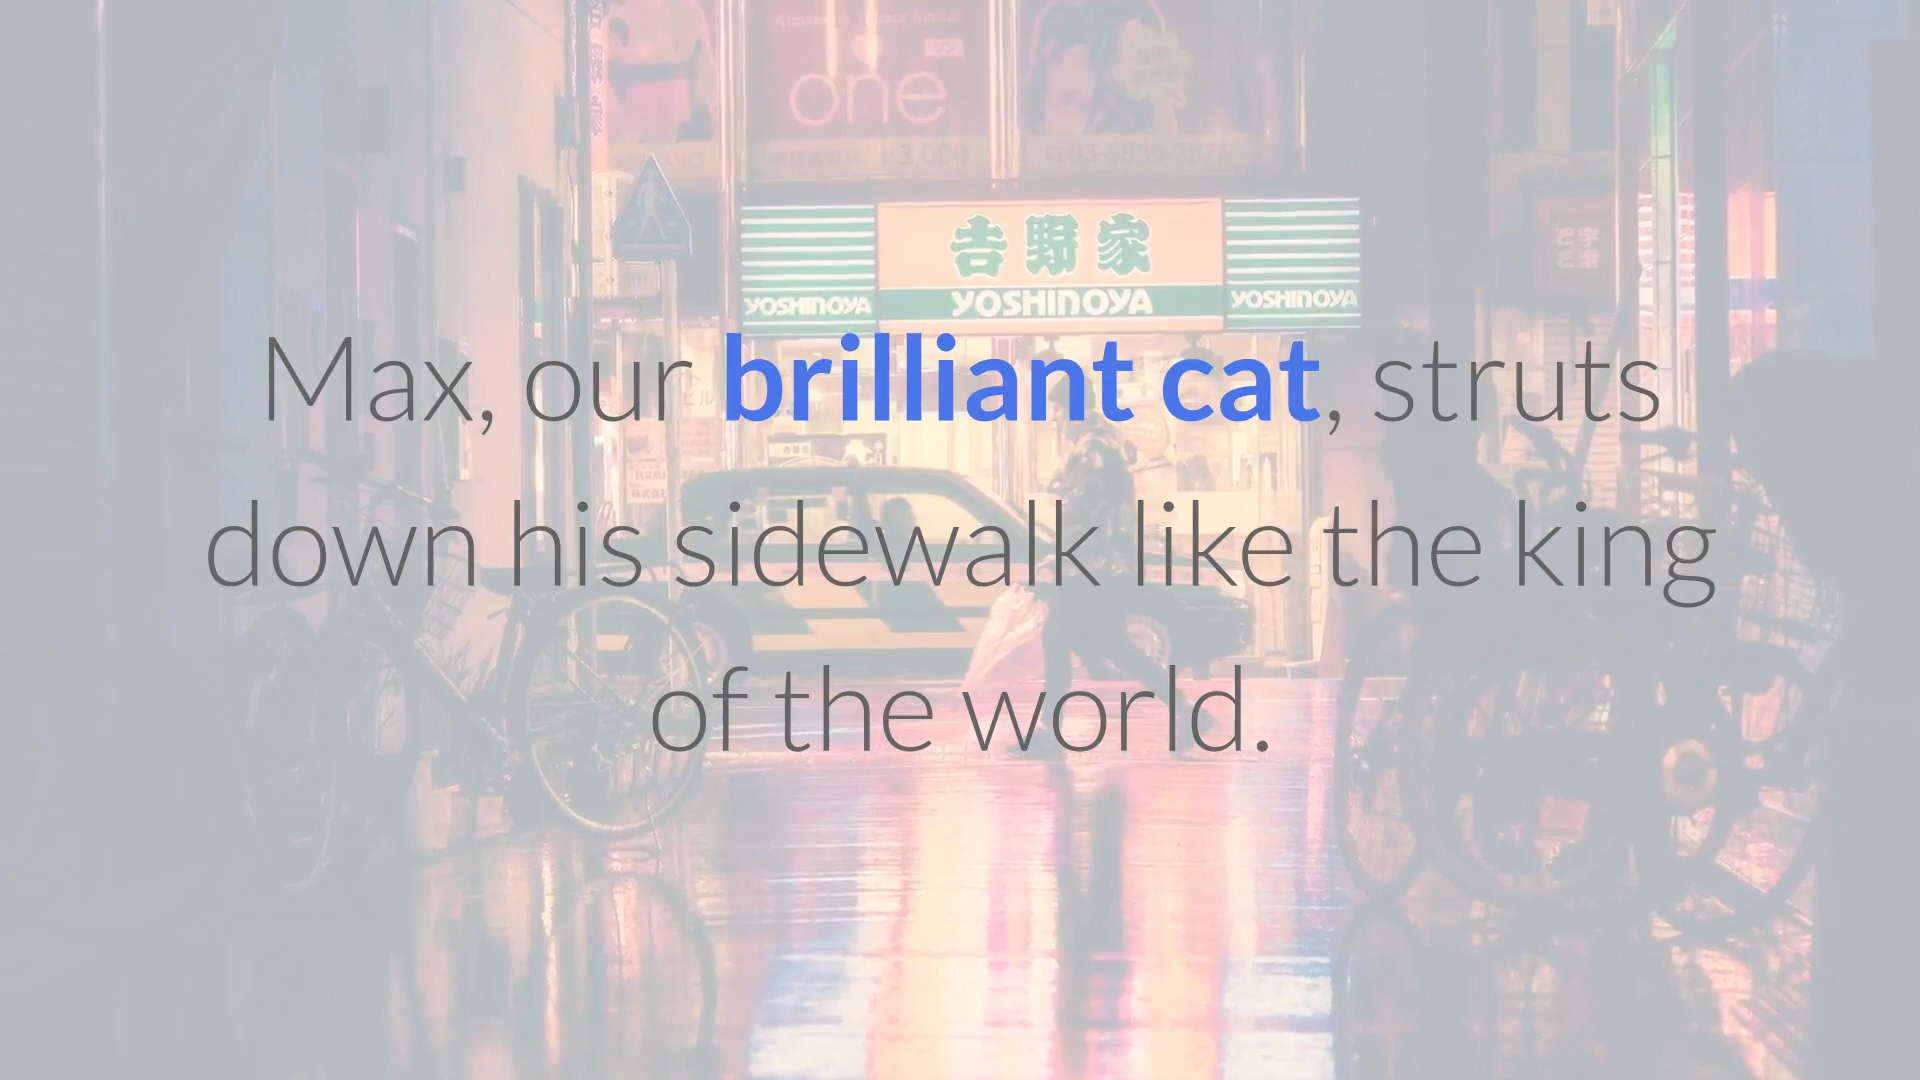 one
吉野家
YOSHINOYA YOSHINOYA YOSHINOYA
Max, our brilliant cat, struts
down his sidewalk like the king
of the world.